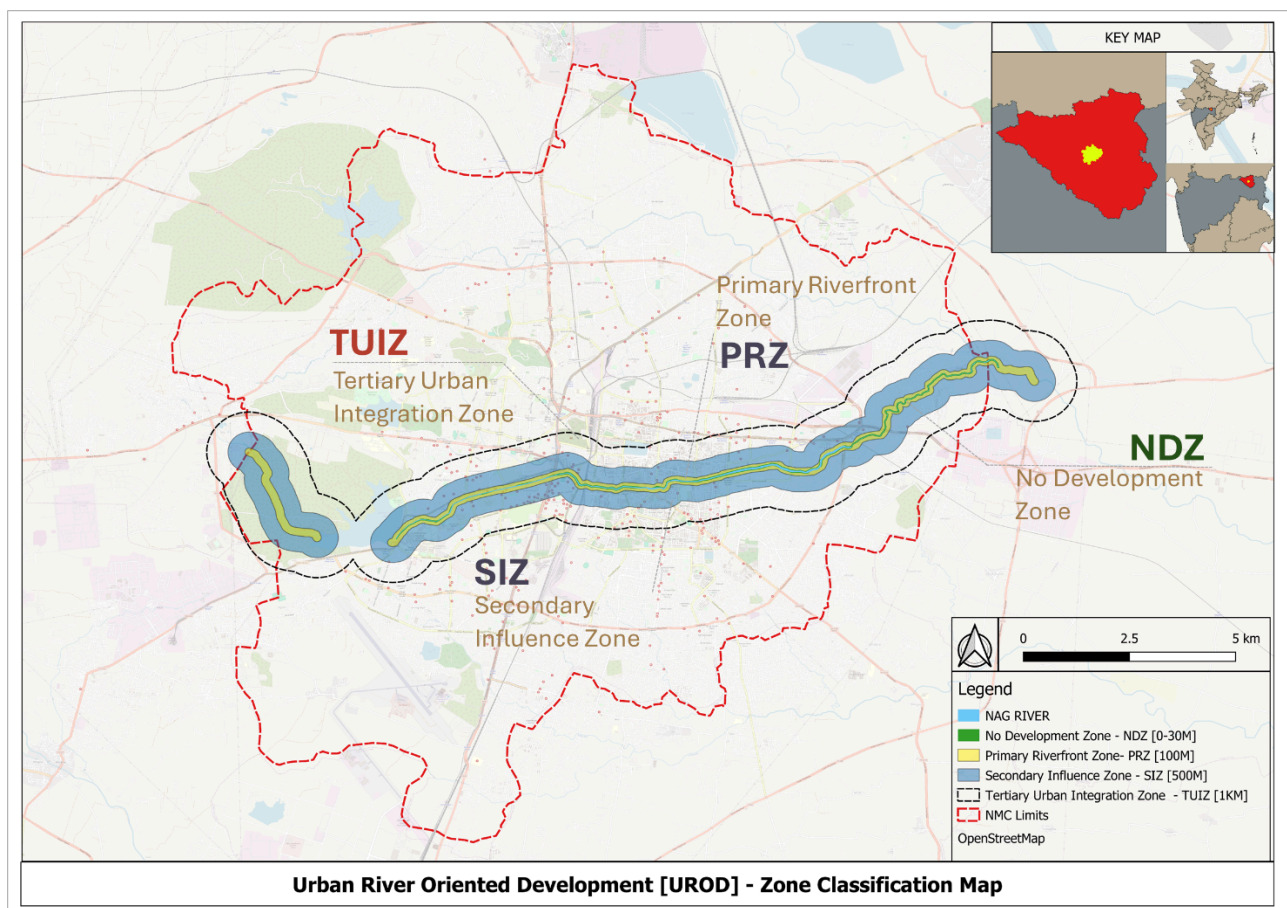 KEY MAP
Primary Riverfront
Zone
PRZ
TUIZ
Tertiary Urban
Integration Zone
NDZ
No Development
Zone
SIZ
Secondary
Influence Zone
0 2.5 5 km
Legend
NAG RIVER
No Development Zone - NDZ [0-30M]
Primary Riverfront Zone- PRZ [100M]
Secondary Influence Zone - SIZ [500M]
Tertiary Urban Integration Zone - TUIZ [1KM]
NMC Limits
OpenStreetMap
Urban River Oriented Development [UROD] - Zone Classification Map